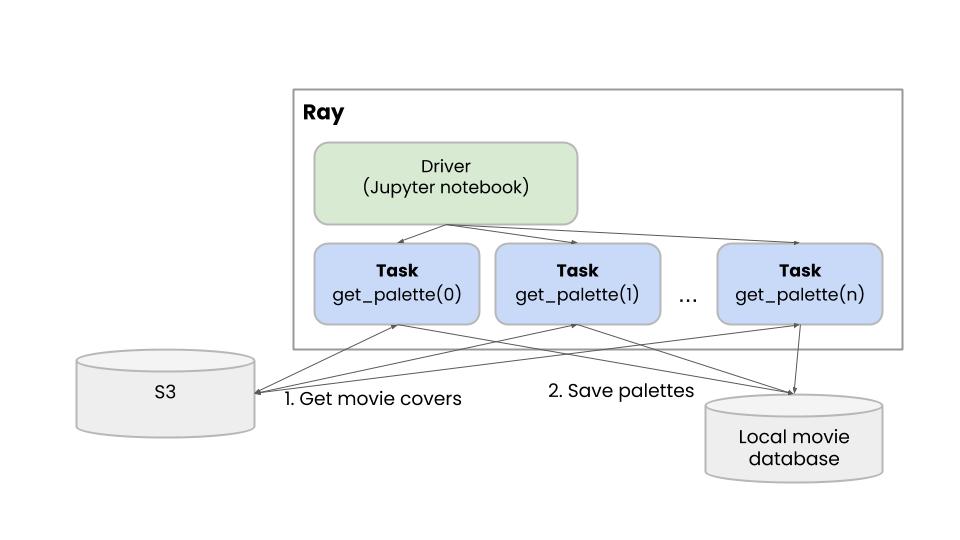 Ray
Driver
(Jupyter notebook)
Task
get_palette(0)
Task
get_palette(1)
...
Task
get_palette(n)
S3
1. Get movie covers
2. Save palettes
Local movie
database